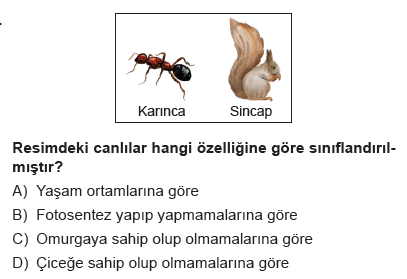 Karınca Sincap
Resimdeki canlılar hangi özelliğine göre sınıflandırıl-
mıştır?
A) Yaşam ortamlarına göre
B) Fotosentez yapıp yapmamalarına göre
C) Omurgaya sahip olup olmamalarına göre
D) Çiçeğe sahip olup olmamalarına göre